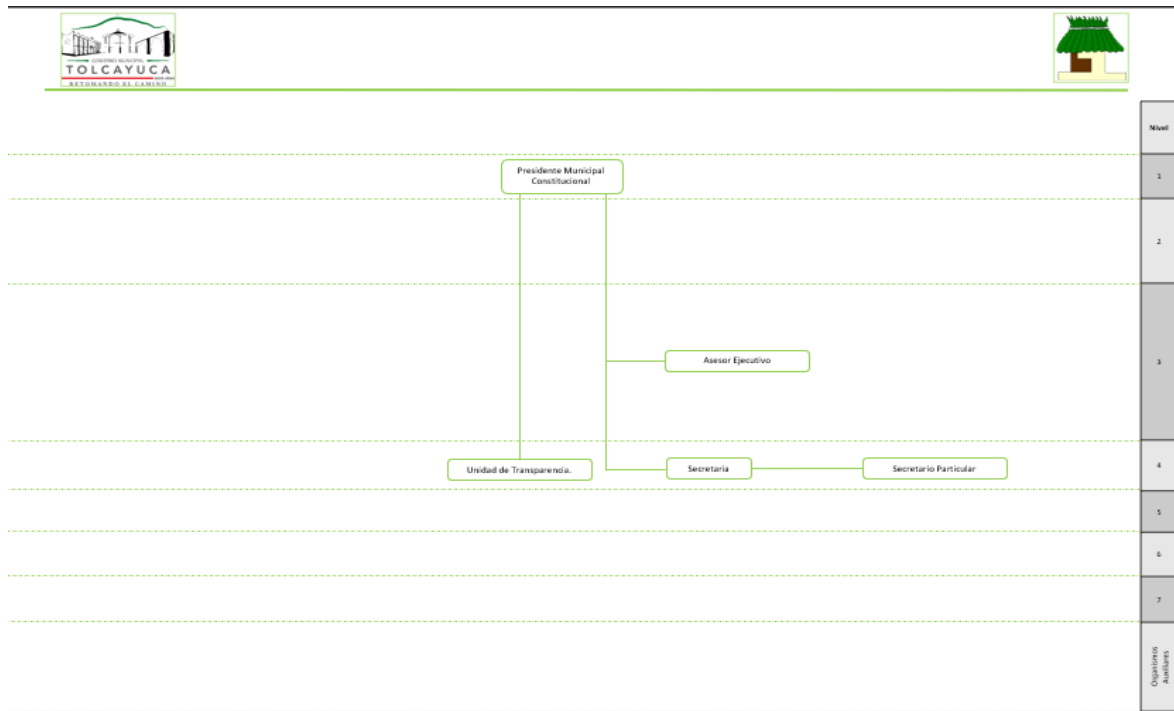 GOBIERNO MUNICIPAL
TOLCAYUCA
RETOMANDO EL CAMINO
Nivel
Presidente Municipal
Constitucional
1
2
Asesor Ejecutivo
3
Unidad de Transparencia.
Secretaria
Secretario Particular
4
5
6
7
Organismos
Auxiliares